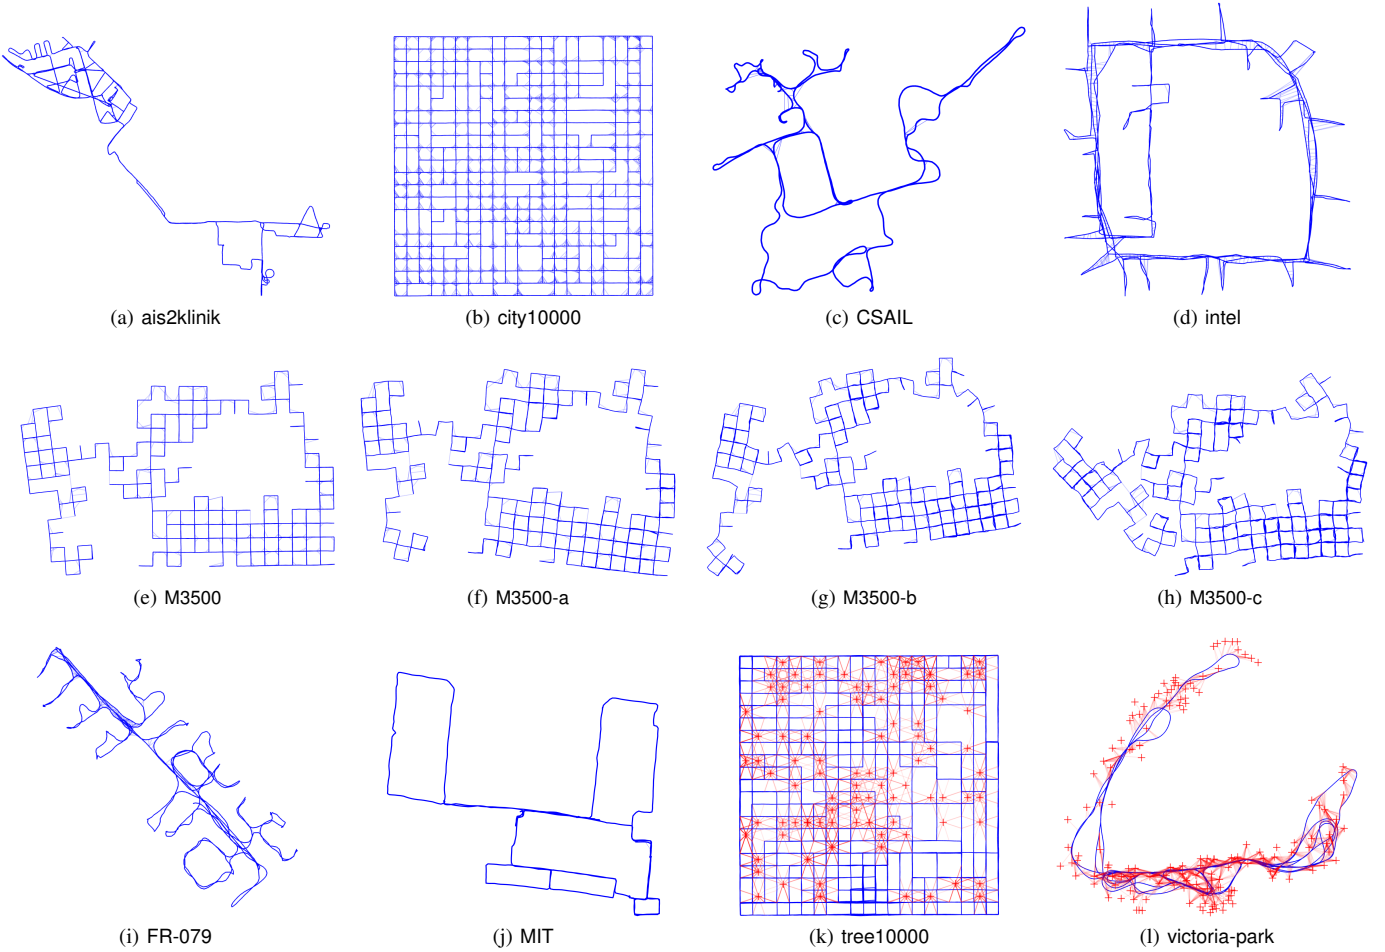 (a) ais2klinik
(b) city10000
(c) CSAIL
(d) intel
(e) M3500
(f) M3500-a
(g) M3500-b
(h) M3500-c
(i) FR-079
(j) MIT
(k) tree10000
(l) victoria-park